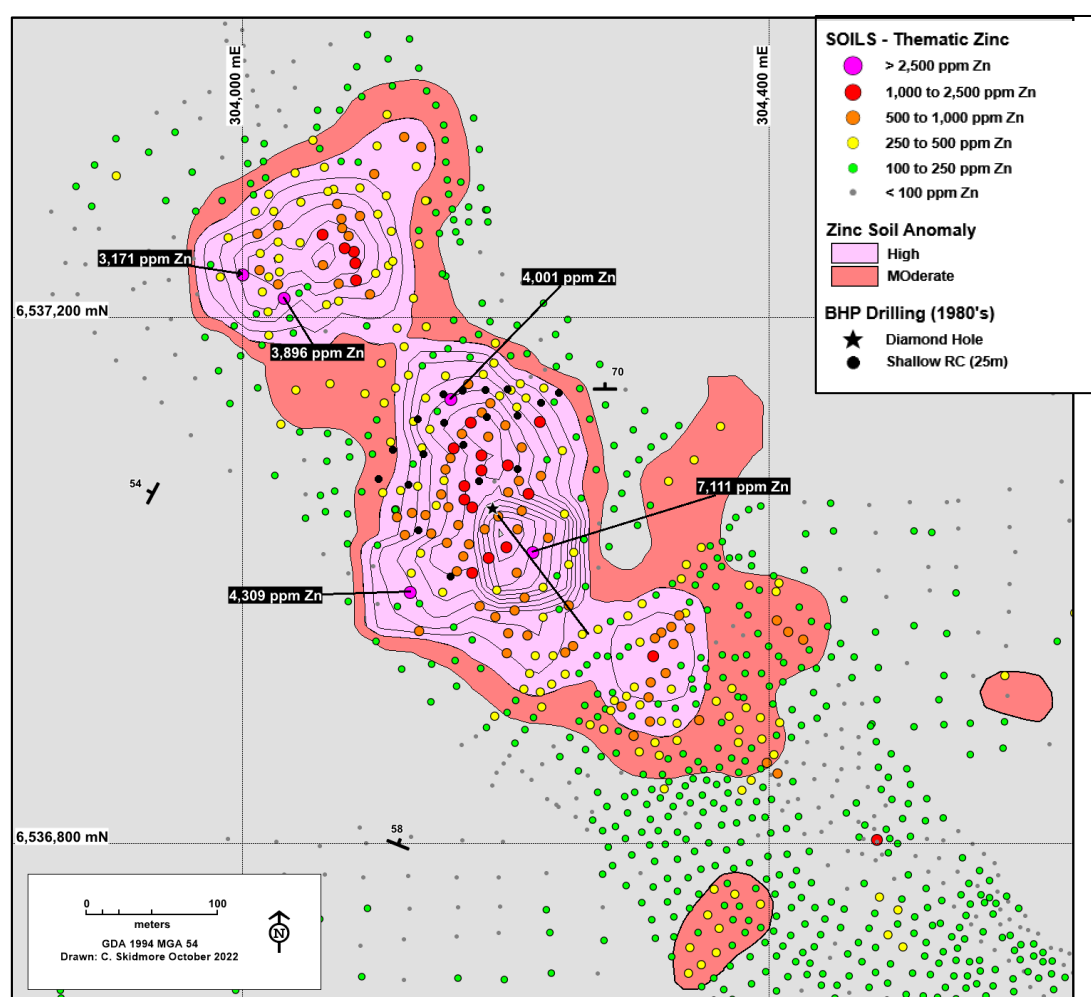 304,000 mE
304,400 mE
SOILS - Thematic Zinc
> 2,500 ppm Zn
1,000 to 2,500 ppm Zn
500 to 1,000 ppm Zn
250 to 500 ppm Zn
100 to 250 ppm Zn
< 100 ppm Zn
Zinc Soil Anomaly
High
MOderate
BHP Drilling (1980's)
Diamond Hole
Shallow RC (25m)
3,171 ppm Zn
4,001 ppm Zn
6,537,200 mN
3,896 ppm Zn
70
54
7,111 ppm Zn
4,309 ppm Zn
6,536,800 mN
58
0
100
meters
GDA 1994 MGA 54
Drawn: C. Skidmore October 2022
N